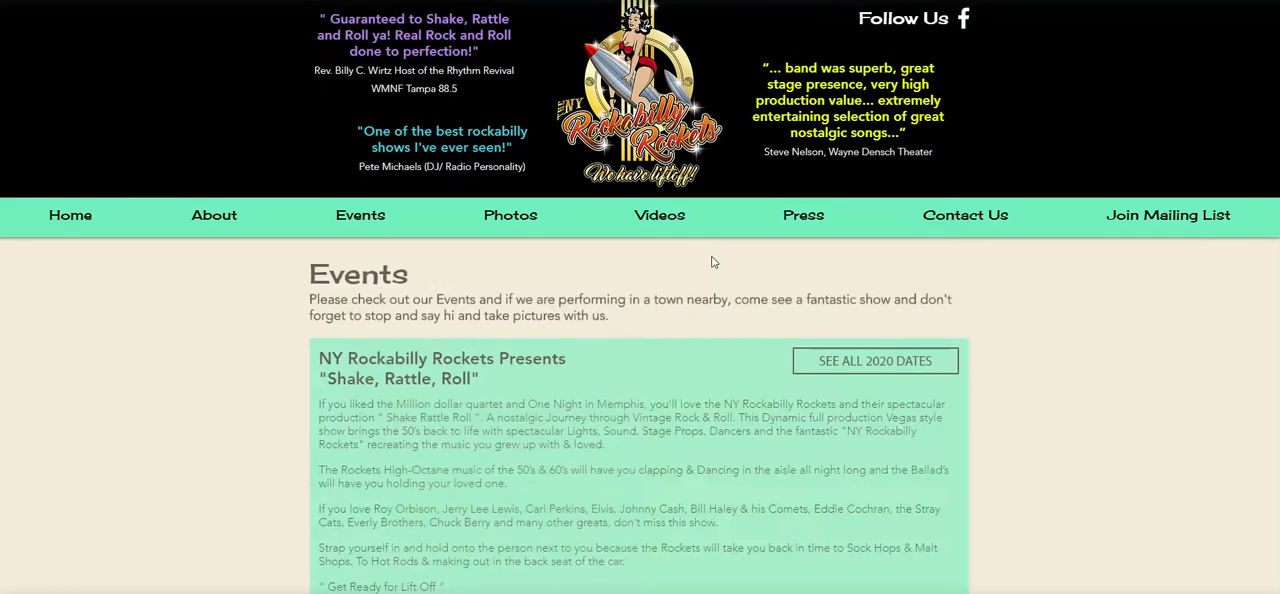 " Guaranteed to Shake, Rattle
and Roll ya! Real Rock and Roll
done to perfection!"
Rev. Billy C. Wirtz Host of the Rhythm Revival
WMNF Tampa 88.5
"One of the best rockabilly
shows I've ever seen!"
Pete Michaels (DJ/ Radio Personality)
THE NY
Rockabilly
Rockets
We have liftoff!
Follow Us
“... band was superb, great
stage presence, very high
production value... extremely
entertaining selection of great
nostalgic songs...“
Steve Nelson, Wayne Densch Theater
Home About Events Photos Videos Press Contact Us Join Mailing List
Events
Please check out our Events and if we are performing in a town nearby, come see a fantastic show and don't
forget to stop and say hi and take pictures with us.
NY Rockabilly Rockets Presents
"Shake, Rattle, Roll"
SEE ALL 2020 DATES
If you liked the Million dollar quartet and One Night in Memphis, you'll love the NY Rockabilly Rockets and their spectacular
production “ Shake Rattle Roll ”. A nostalgic Journey through Vintage Rock & Roll. This Dynamic full production Vegas style
show brings the 50’s back to life with spectacular Lights, Sound, Stage Props, Dancers and the fantastic “NY Rockabilly
Rockets” recreating the music you grew up with & loved.
The Rockets High-Octane music of the 50’s & 60’s will have you clapping & Dancing in the aisle all night long and the Ballad’s
will have you holding your loved one.
If you love Roy Orbison, Jerry Lee Lewis, Carl Perkins, Elvis, Johnny Cash, Bill Haley & his Comets, Eddie Cochran, the Stray
Cats, Everly Brothers, Chuck Berry and many other greats, don't miss this show.
Strap yourself in and hold onto the person next to you because the Rockets will take you back in time to Sock Hops & Malt
Shops. To Hot Rods & making out in the back seat of the car.
“ Get Ready for Lift Off “